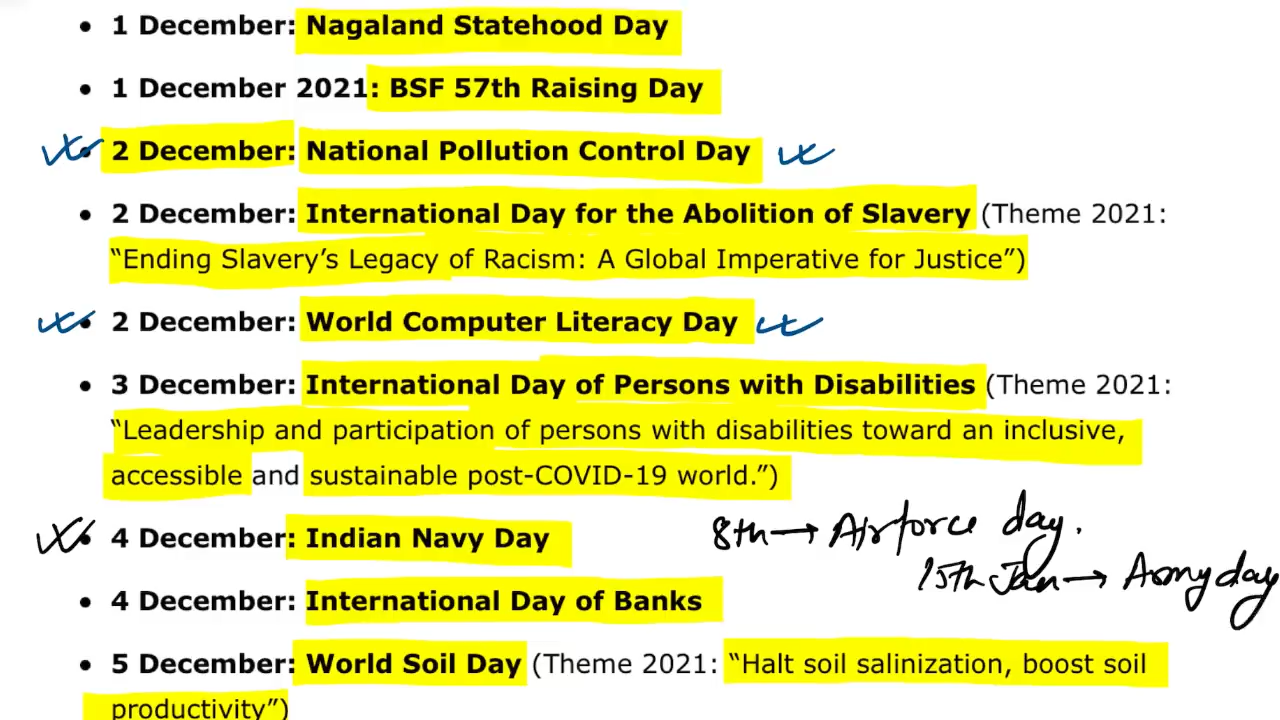 • 1 December: Nagaland Statehood Day
• 1 December 2021: BSF 57th Raising Day
• 2 December: National Pollution Control Day
• 2 December: International Day for the Abolition of Slavery (Theme 2021:
“Ending Slavery’s Legacy of Racism: A Global Imperative for Justice”)
• 2 December: World Computer Literacy Day
• 3 December: International Day of Persons with Disabilities (Theme 2021:
“Leadership and participation of persons with disabilities toward an inclusive,
accessible and sustainable post-COVID-19 world.”)
• 4 December: Indian Navy Day
8th → Airforce day.
15th Jan → Army day
• 4 December: International Day of Banks
• 5 December: World Soil Day (Theme 2021: “Halt soil salinization, boost soil
productivity”)